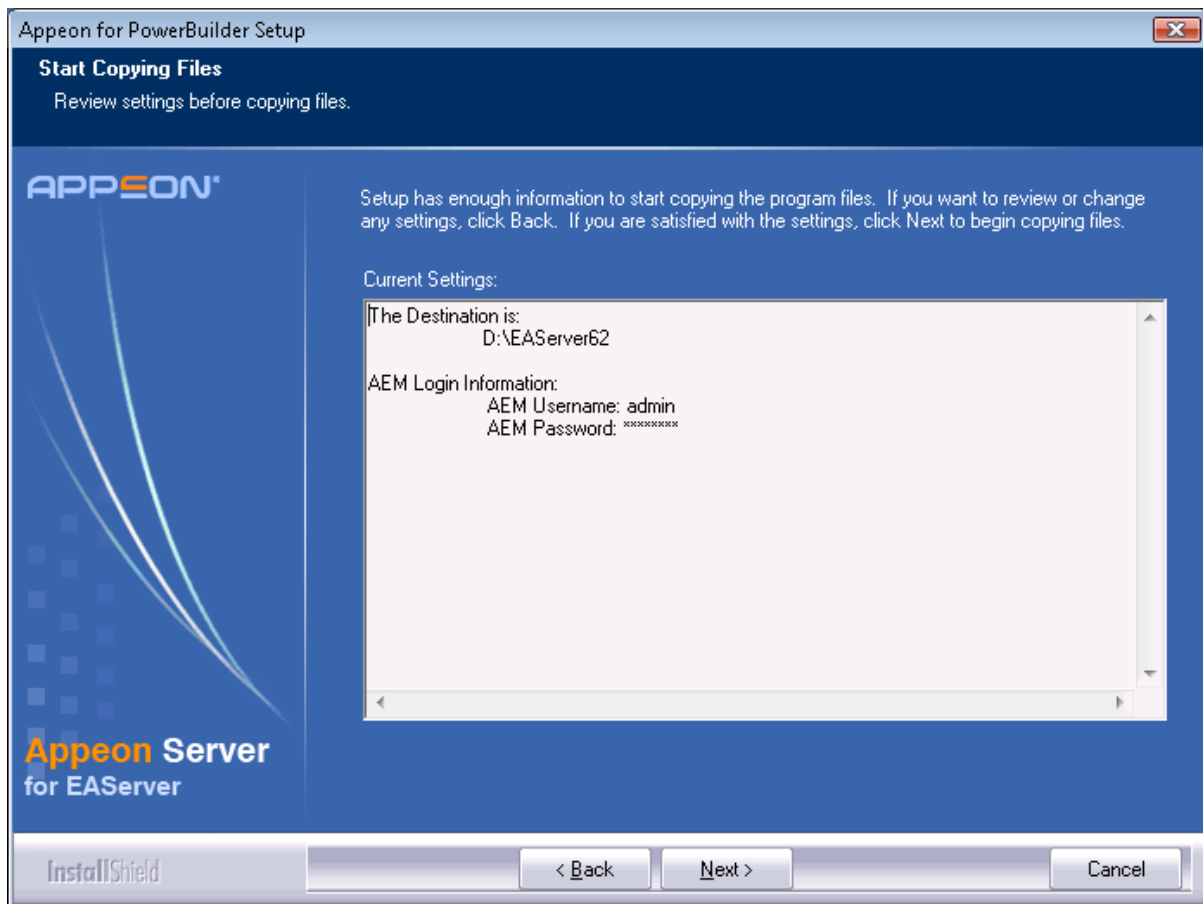 Appeon for PowerBuilder Setup
Start Copying Files
Review settings before copying files.
APPEON®
Setup has enough information to start copying the program files. If you want to review or change
any settings, click Back. If you are satisfied with the settings, click Next to begin copying files.
Current Settings:
The Destination is:
D:\EAServer62
AEM Login Information:
AEM Username: admin
AEM Password: ********
Appeon Server
for EAServer
InstallShield
< Back
Next >
Cancel